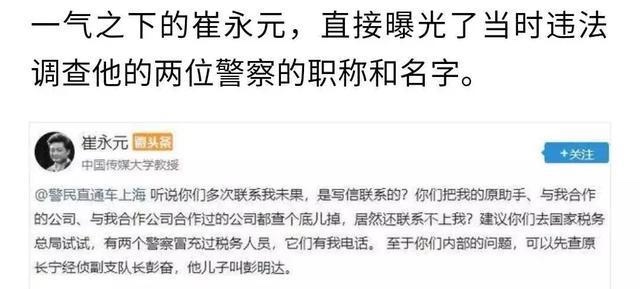 一气之下的崔永元，直接曝光了当时违法
调查他的两位警察的职称和名字。
崔永元 微头条
+关注
中国传媒大学教授
@警民直通车上海 听说你们多次联系我未果，是写信联系的？你们把我的原助手、与我合作
的公司、与我合作公司合作过的公司都查个底儿掉，居然还联系不上我？建议你们去国家税务
总局试试，有两个警察冒充过税务人员，它们有我电话。 至于你们内部的问题，可以先查原
长宁经侦副支队长彭奋，他儿子叫彭明达。